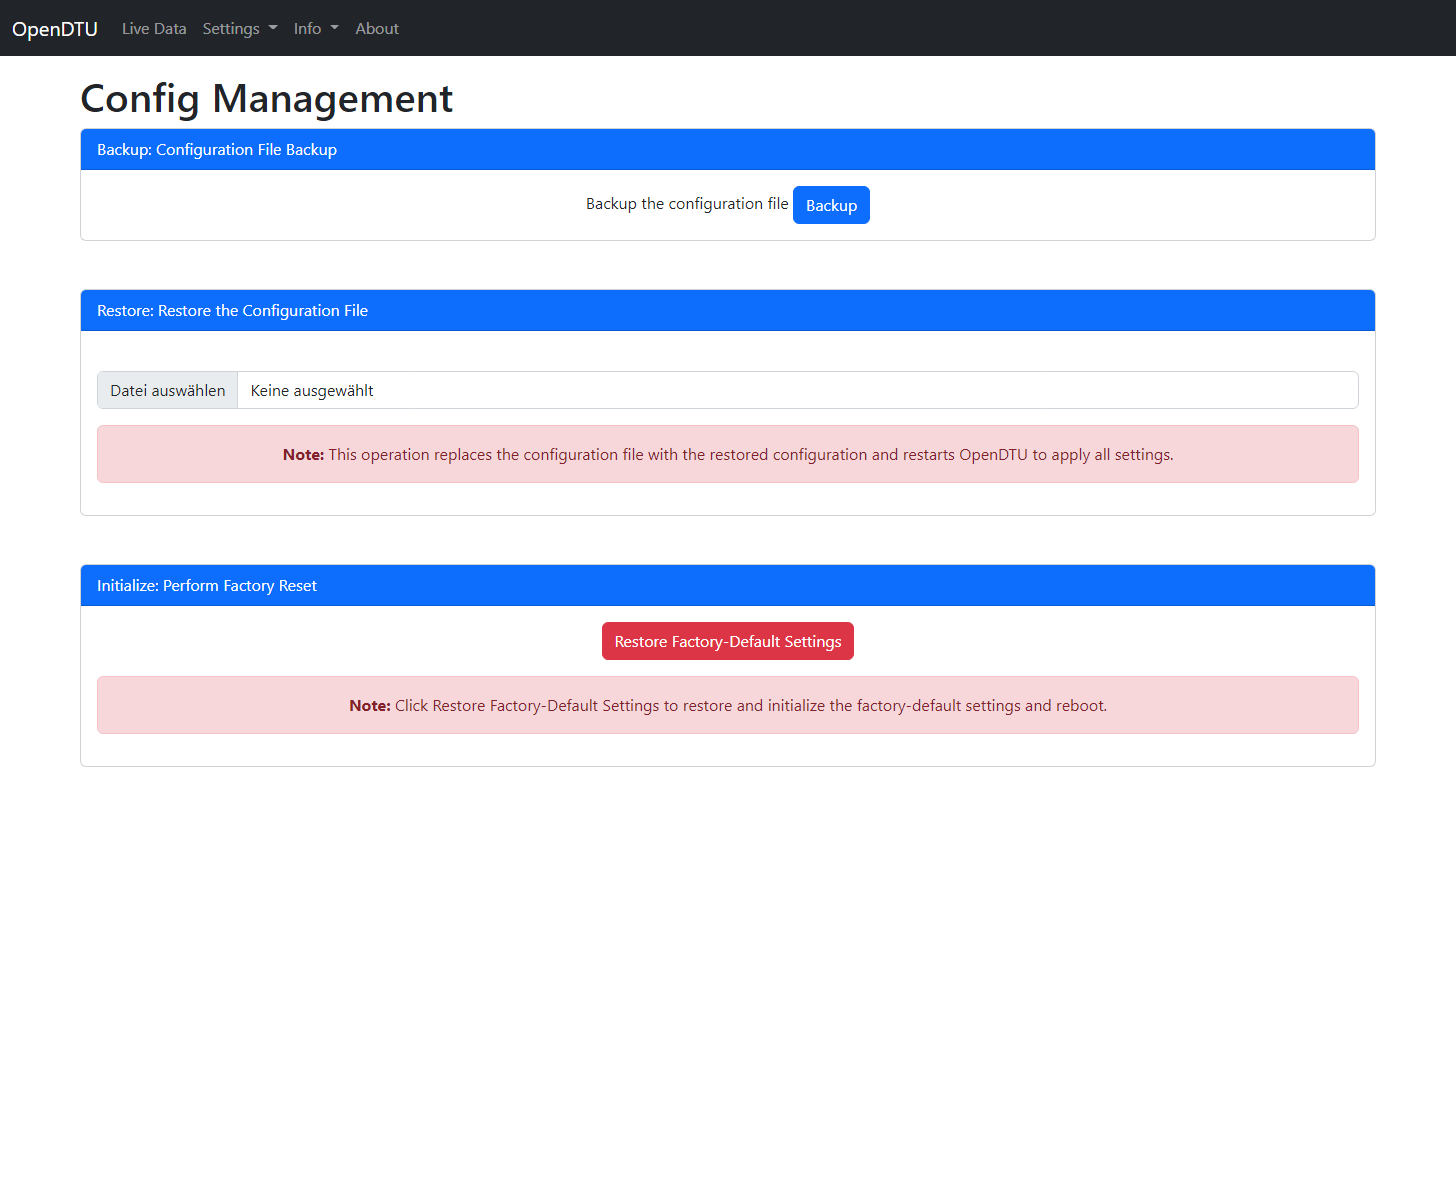 OpenDTU Live Data Settings Info About
Config Management
Backup: Configuration File Backup
Backup the configuration file Backup
Restore: Restore the Configuration File
Datei auswählen Keine ausgewählt
Note: This operation replaces the configuration file with the restored configuration and restarts OpenDTU to apply all settings.
Initialize: Perform Factory Reset
Restore Factory-Default Settings
Note: Click Restore Factory-Default Settings to restore and initialize the factory-default settings and reboot.